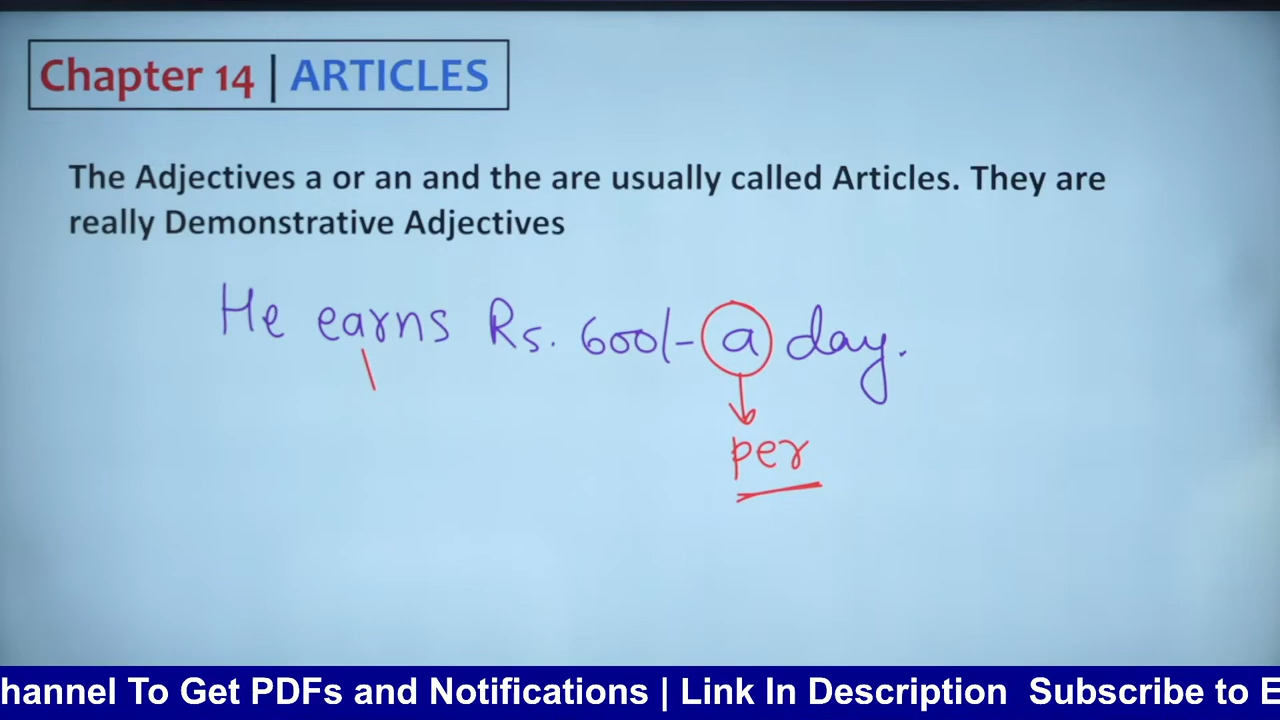 Chapter 14 | ARTICLES
The Adjectives a or an and the are usually called Articles. They are
really Demonstrative Adjectives
He earns Rs. 600/- a day.
per
hannel To Get PDFs and Notifications | Link In Description Subscribe to E